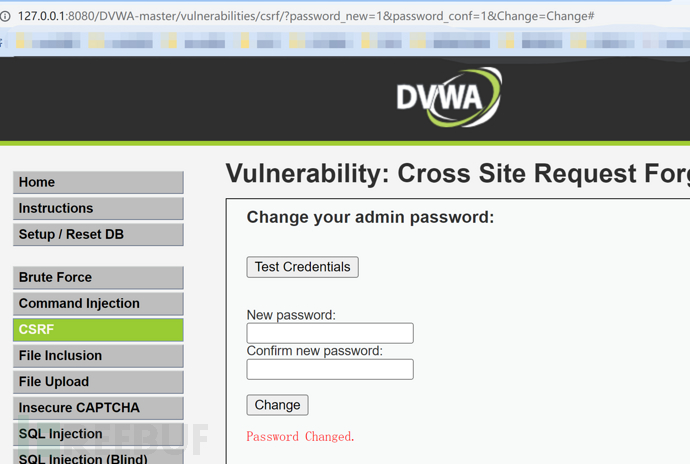 127.0.0.1:8080/DVWA-master/vulnerabilities/csrf/?password_new=1&password_conf=1&Change=Change#
DVWA
Vulnerability: Cross Site Request Forg
Home
Instructions
Setup / Reset DB
Brute Force
Command Injection
CSRF
File Inclusion
File Upload
Insecure CAPTCHA
SQL Injection
SQL Injection (Blind)
Change your admin password:
Test Credentials
New password:
Confirm new password:
Change
Password Changed.